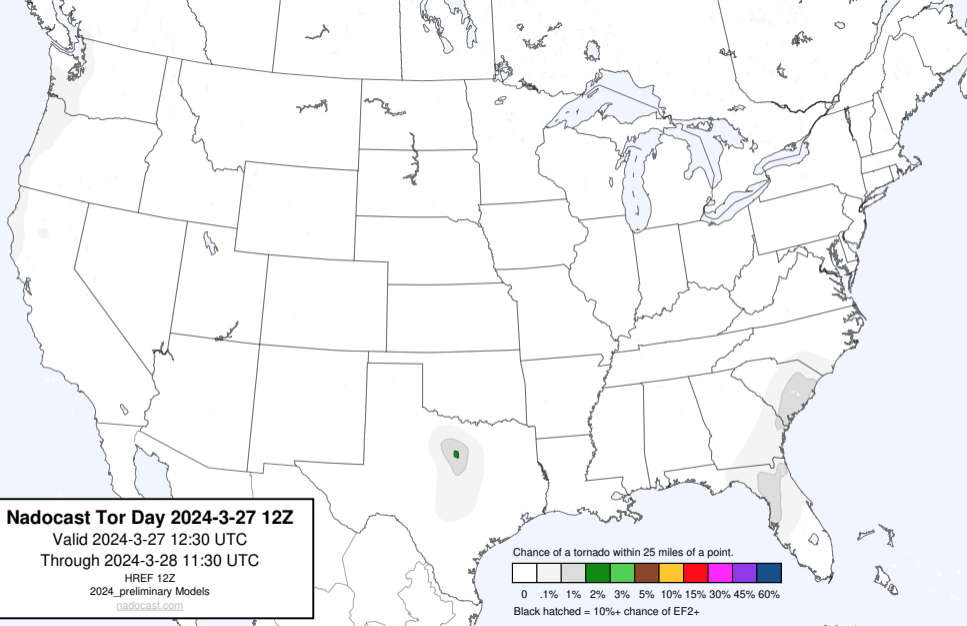 Nadocast Tor Day 2024-3-27 12Z
Valid 2024-3-27 12:30 UTC
Through 2024-3-28 11:30 UTC
HREF 12Z
2024_preliminary Models
nadocast.com
Chance of a tornado within 25 miles of a point.
0 .1% 1% 2% 3% 5% 10% 15% 30% 45% 60%
Black hatched = 10%+ chance of EF2+